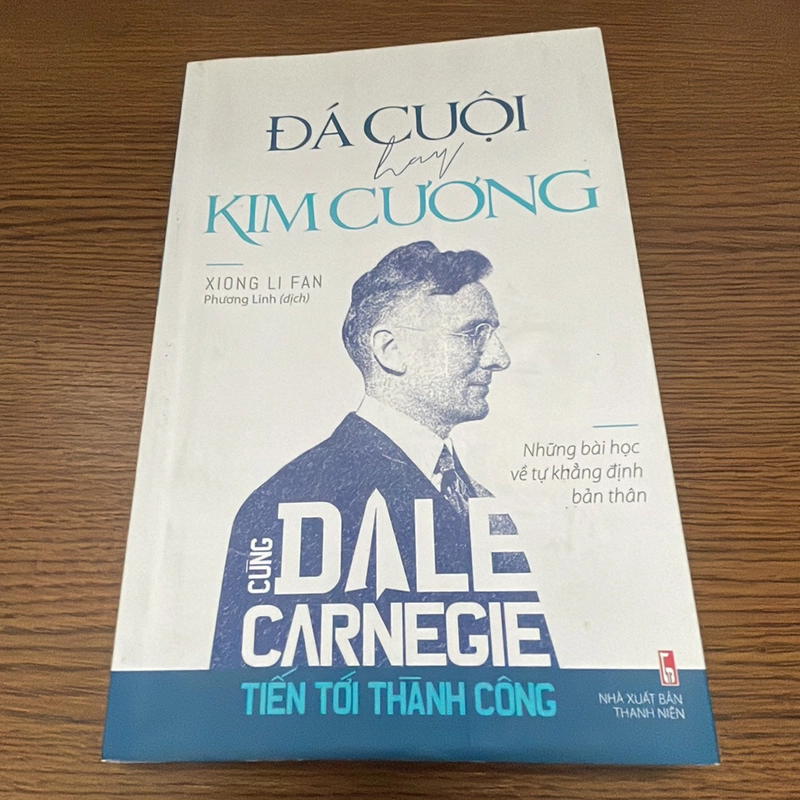 ĐÁ CUỘI
hay
KIM CƯƠNG
XIONG LI FAN
Phương Linh (dịch)
Những bài học
về tự khẳng định
bản thân
CÙNG DALE
CARNEGIE
TIẾN TỚI THÀNH CÔNG
NHÀ XUẤT BẢN
THANH NIÊN